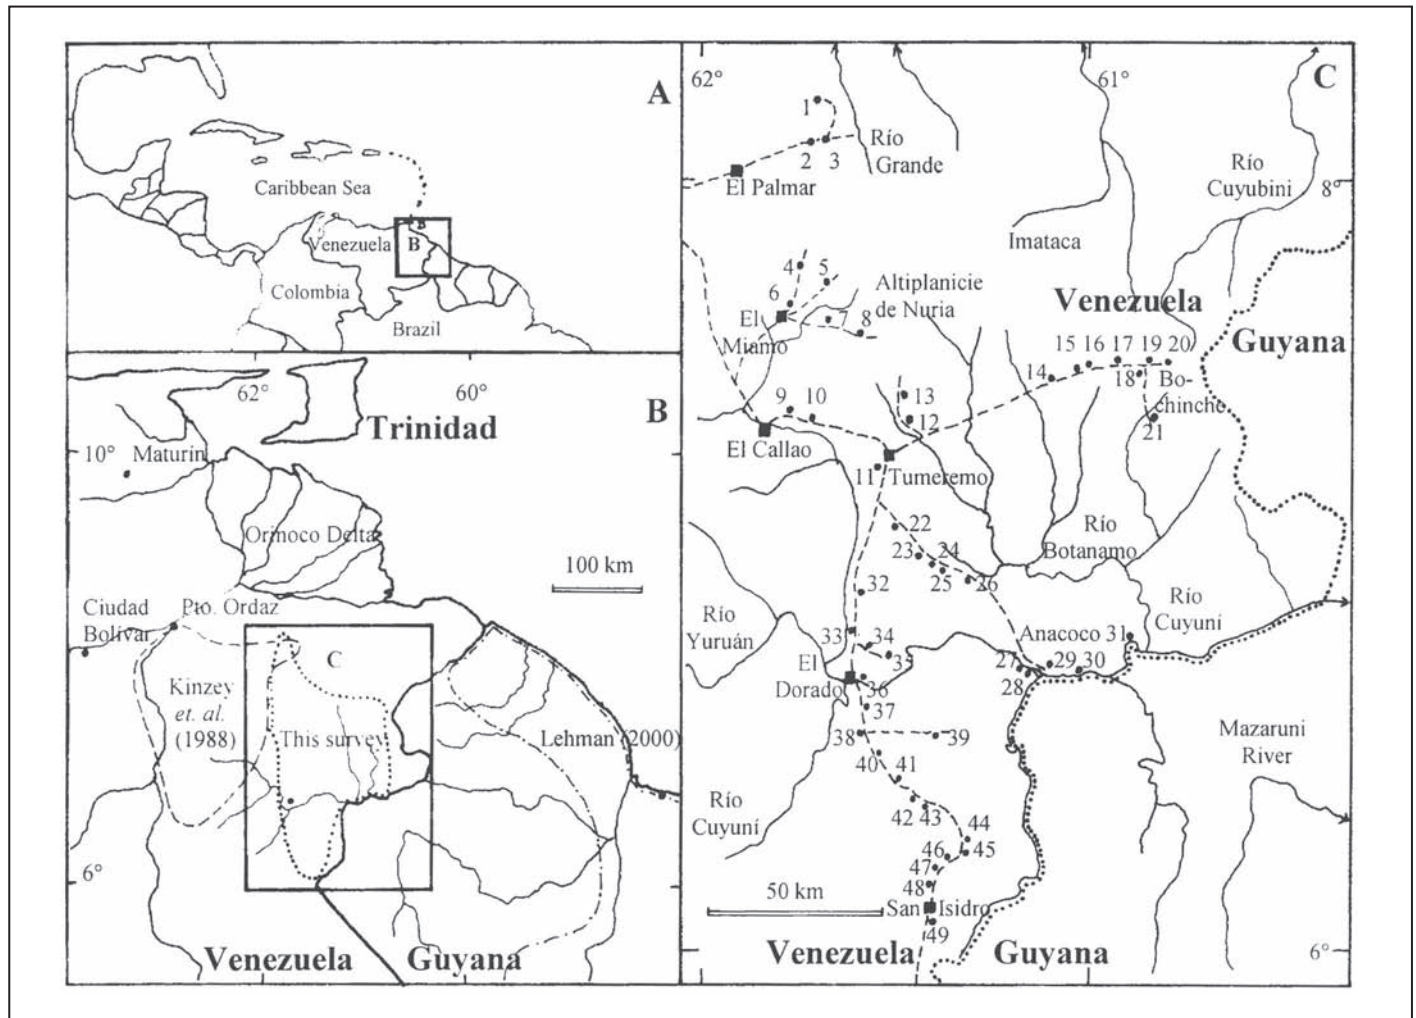 A
Caribbean Sea
Venezuela
B
Colombia
Brazil
62°
60°
B
Trinidad
10°
Maturín
Orinoco Delta
100 km
Ciudad
Bolívar
Pto. Ordaz
C
Kinzey
et. al.
(1988)
This survey
Lehman (2000)
6°
Venezuela
Guyana
62°
61°
C
1
2
3
Río
Grande
El Palmar
Río
Cuyubini
8°
Imataca
4
5
6
Altiplanicie
de Nuria
El
Miamo
7
8
Venezuela
Guyana
15 16 17 19 20
14
18
Bo-
chinche
21
9 10
13
12
El Callao
11
Tumeremo
22
23
24
25
26
Río
Botanamo
32
Río
Yuruán
33
34
35
Río
Cuyuní
Anacoco 31
27
29 30
28
El
Dorado
36
37
38
39
40
41
Mazaruni
River
Río
Cuyuní
42 43
44
45
46
47
48
50 km
San Isidro
49
Venezuela
Guyana
6°